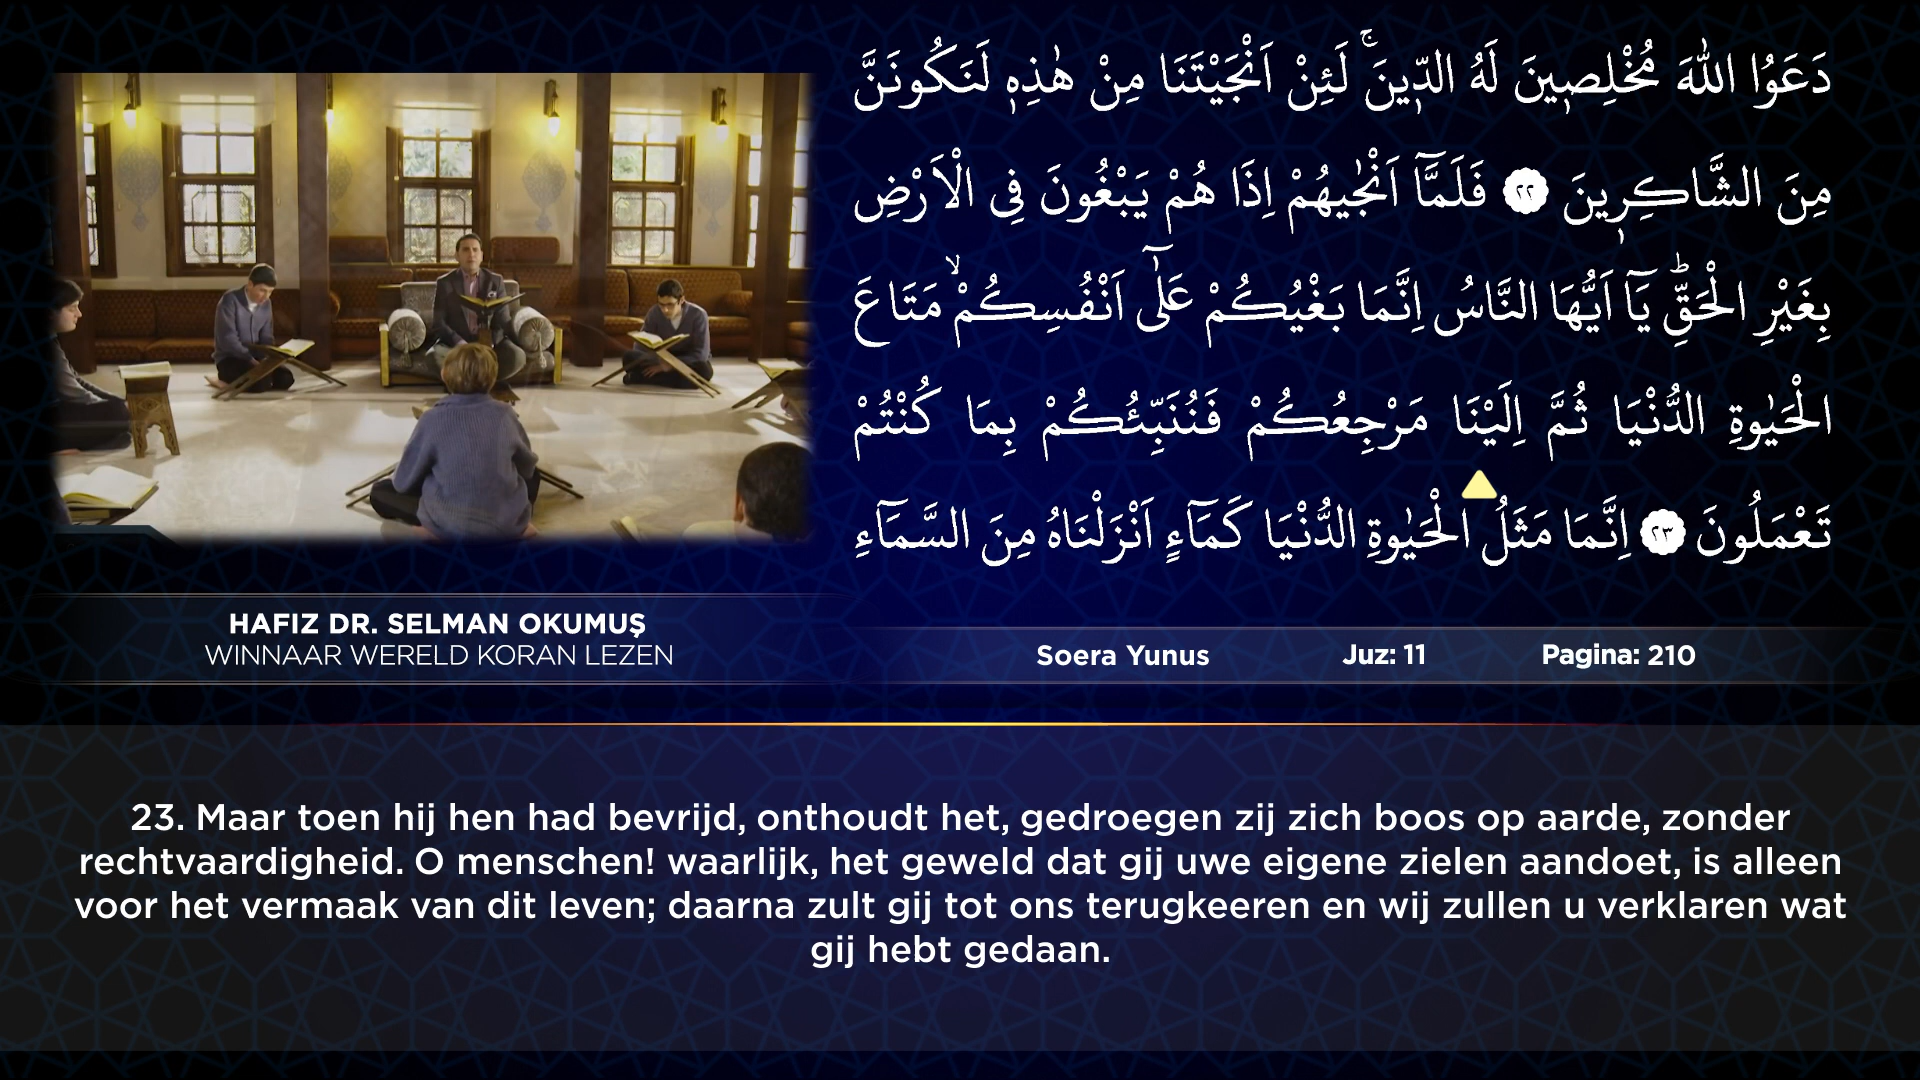 دَعَوُا اللّٰهَ مُخْلِصٖينَ لَهُ الدّٖينَۚ لَئِنْ اَنْجَيْتَنَا مِنْ هٰذِهٖ لَنَكُونَنَّ
مِنَ الشَّاكِرٖينَ ﴿٢٢﴾ فَلَمَّٓا اَنْجٰيهُمْ اِذَا هُمْ يَبْغُونَ فِى الْاَرْضِ
بِغَيْرِ الْحَقِّؕ يَٓا اَيُّهَا النَّاسُ اِنَّمَا بَغْيُكُمْ عَلٰٓى اَنْفُسِكُمْۙ مَتَاعَ
الْحَيٰوةِ الدُّنْيَا ثُمَّ اِلَيْنَا مَرْجِعُكُمْ فَنُنَبِّئُكُمْ بِمَا كُنْتُمْ
تَعْمَلُونَ ﴿٢٣﴾ اِنَّمَا مَثَلُ الْحَيٰوةِ الدُّنْيَا كَمَٓاءٍ اَنْزَلْنَاهُ مِنَ السَّمَٓاءِ
HAFIZ DR. SELMAN OKUMUŞ
WINNAAR WERELD KORAN LEZEN
Soera Yunus Juz: 11 Pagina: 210
23. Maar toen hij hen had bevrijd, onthoudt het, gedroegen zij zich boos op aarde, zonder
rechtvaardigheid. O menschen! waarlijk, het geweld dat gij uwe eigene zielen aandoet, is alleen
voor het vermaak van dit leven; daarna zult gij tot ons terugkeeren en wij zullen u verklaren wat
gij hebt gedaan.